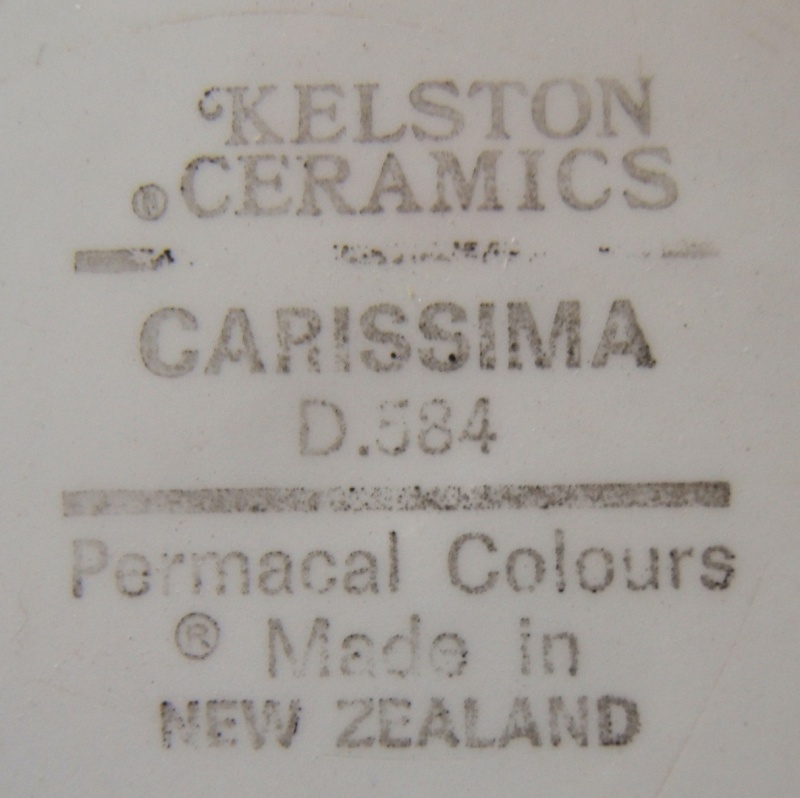 KELSTON
® CERAMICS
CARISSIMA
D.584
Permacal Colours
® Made in
NEW ZEALAND